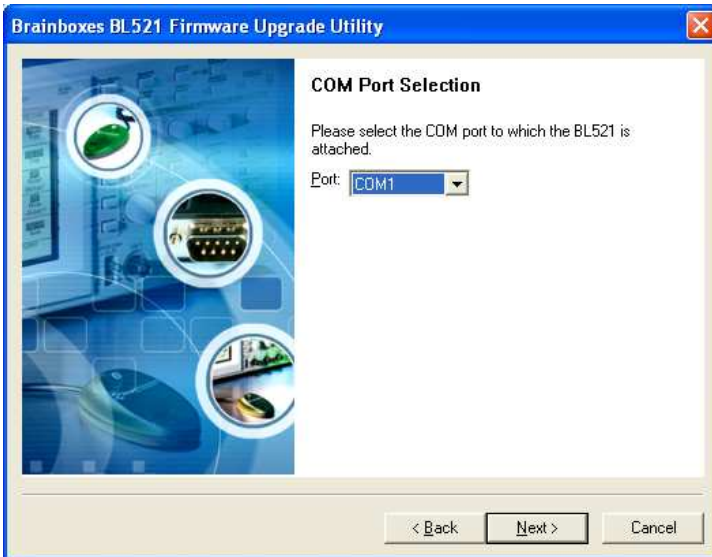 Brainboxes BL521 Firmware Upgrade Utility
COM Port Selection
Please select the COM port to which the BL521 is
attached.
Port: COM1
< Back Next > Cancel